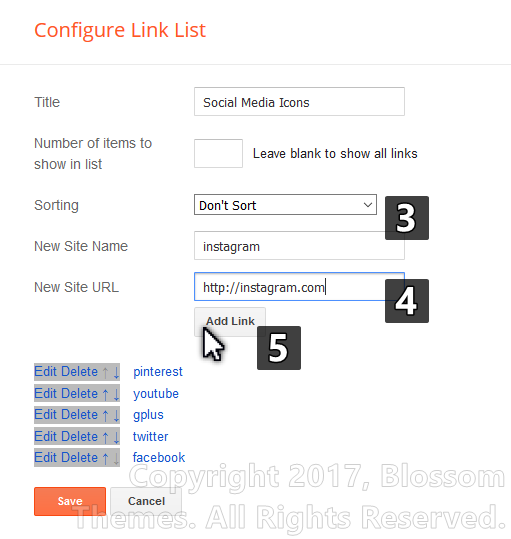 Configure Link List
Title
Social Media Icons
Number of items to
show in list
Leave blank to show all links
Sorting
Don't Sort
3
New Site Name
instagram
New Site URL
http://instagram.com
4
Add Link
5
Edit Delete ↑ ↓ pinterest
Edit Delete ↑ ↓ youtube
Edit Delete ↑ ↓ gplus
Edit Delete ↑ ↓ twitter
Edit Delete ↑ ↓ facebook
Copyright 2017, Blossom
Themes. All Rights Reserved.
Save
Cancel